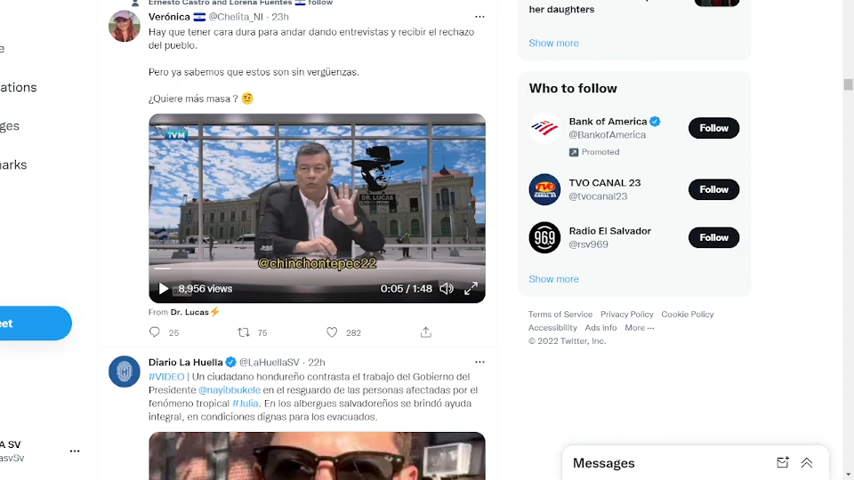 Ernesto Castro and Lorena Fuentes follow
Verónica @Chelita_NI · 23h
Hay que tener cara dura para andar dando entrevistas y recibir el rechazo
del pueblo.
Pero ya sabemos que estos son sin vergüenzas.
¿Quiere más masa ? 🤨
TVM
DR. LUCAS
@chinchontepec22
8,956 views
0:05 / 1:48
From Dr. Lucas⚡
25
75
282
Diario La Huella @LaHuellaSV · 22h
#VIDEO | Un ciudadano hondureño contrasta el trabajo del Gobierno del
Presidente @nayibbukele en el resguardo de las personas afectadas por el
fenómeno tropical #Julia. En los albergues salvadoreños se brindó ayuda
integral, en condiciones dignas para los evacuados.
her daughters
Show more
Who to follow
Bank of America
@BankofAmerica
Follow
Promoted
TVO CANAL 23
@tvocanal23
Follow
Radio El Salvador
@rsv969
Follow
96.9
Show more
Terms of Service Privacy Policy Cookie Policy
Accessibility Ads info More ···
© 2022 Twitter, Inc.
Messages
e
ations
ges
arks
et
A SV
asvSv